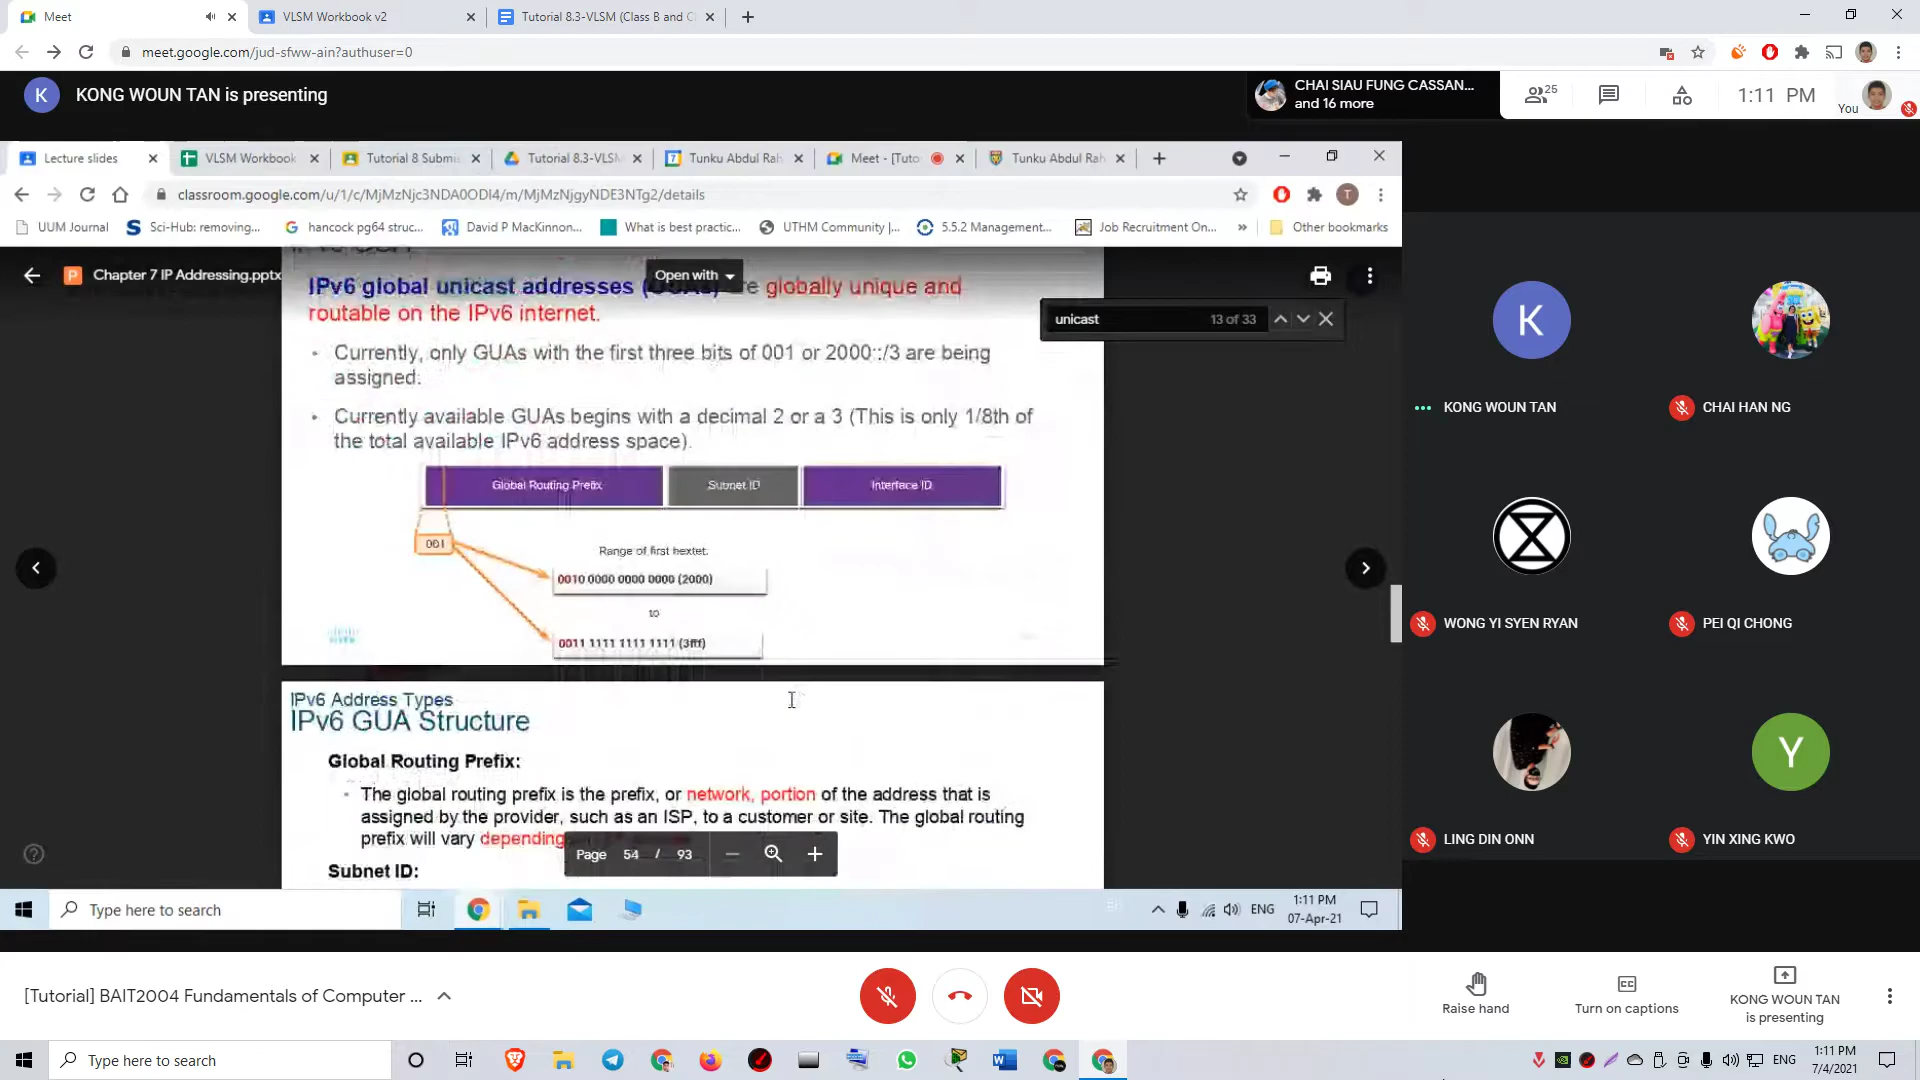 Meet
VLSM Workbook v2
Tutorial 8.3-VLSM (Class B and C
meet.google.com/jud-sfww-ain?authuser=0
K
KONG WOUN TAN is presenting
CHAI SIAU FUNG CASSAN...
and 16 more
25
1:11 PM
You
Lecture slides
VLSM Workbook
Tutorial 8 Submis
Tutorial 8.3-VLSM
Tunku Abdul Rah
Meet - [Tuto
Tunku Abdul Rah
classroom.google.com/u/1/c/MjMzNjc3NDA0ODI4/m/MjMzNjgyNDE3NTg2/details
T
UUM Journal
Sci-Hub: removing...
hancock pg64 struc...
David P MacKinnon...
What is best practic...
UTHM Community |...
5.5.2 Management...
Job Recruitment On...
»
Other bookmarks
P
Chapter 7 IP Addressing.pptx
Open with
unicast
13 of 33
IPv6 global unicast addresses (GUAs) are globally unique and
routable on the IPv6 internet.
Currently, only GUAs with the first three bits of 001 or 2000::/3 are being
assigned.
Currently available GUAs begins with a decimal 2 or a 3 (This is only 1/8th of
the total available IPv6 address space).
Global Routing Prefix
Subnet ID
Interface ID
001
Range of first hextet:
0010 0000 0000 0000 (2000)
to
0011 1111 1111 1111 (3fff)
IPv6 Address Types
IPv6 GUA Structure
Global Routing Prefix:
The global routing prefix is the prefix, or network, portion of the address that is
assigned by the provider, such as an ISP, to a customer or site. The global routing
prefix will vary depending
Page 54 / 93
Subnet ID:
K
KONG WOUN TAN
CHAI HAN NG
WONG YI SYEN RYAN
PEI QI CHONG
LING DIN ONN
Y
YIN XING KWO
Type here to search
ENG
1:11 PM
07-Apr-21
[Tutorial] BAIT2004 Fundamentals of Computer ...
Raise hand
Turn on captions
KONG WOUN TAN
is presenting
Type here to search
ENG
1:11 PM
7/4/2021